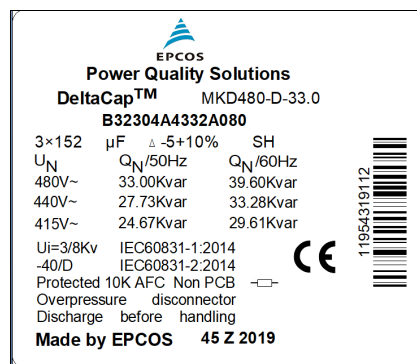 EPCOS
Power Quality Solutions
DeltaCap™ MKD480-D-33.0
B32304A4332A080
3×152 µF ▵ -5+10% SH
UN QN/50Hz QN/60Hz
480V~ 33.00Kvar 39.60Kvar
440V~ 27.73Kvar 33.28Kvar
415V~ 24.67Kvar 29.61Kvar
11954319112
Ui=3/8Kv IEC60831-1:2014
-40/D IEC60831-2:2014
CE
Protected 10K AFC Non PCB
Overpressure disconnector
Discharge before handling
Made by EPCOS 45 Z 2019